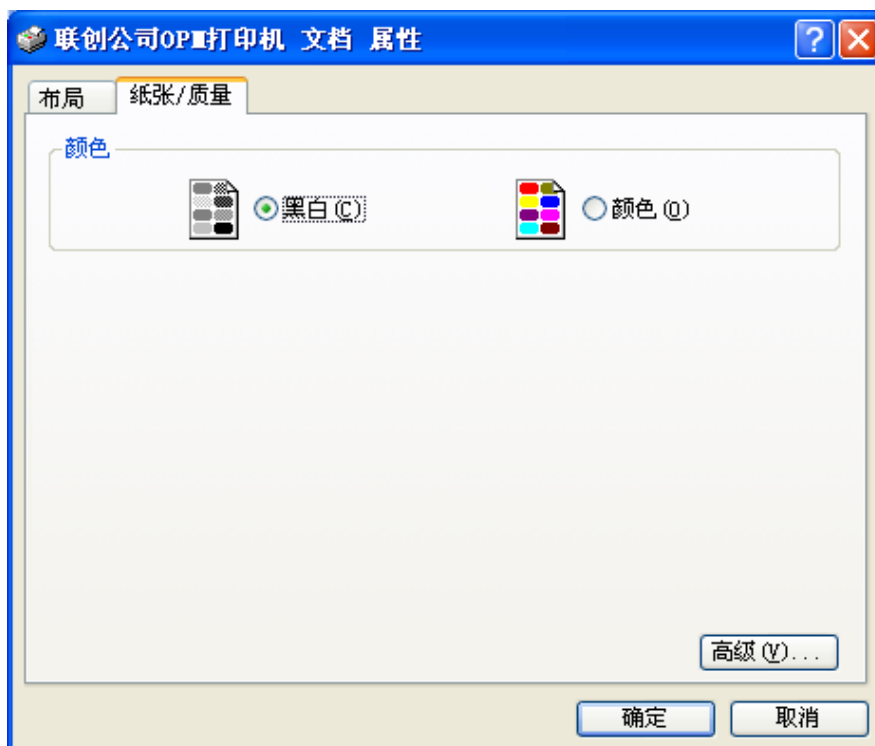 联创公司OPM打印机 文档 属性
布局
纸张/质量
颜色
黑白(C)
颜色(O)
高级(V)...
确定
取消